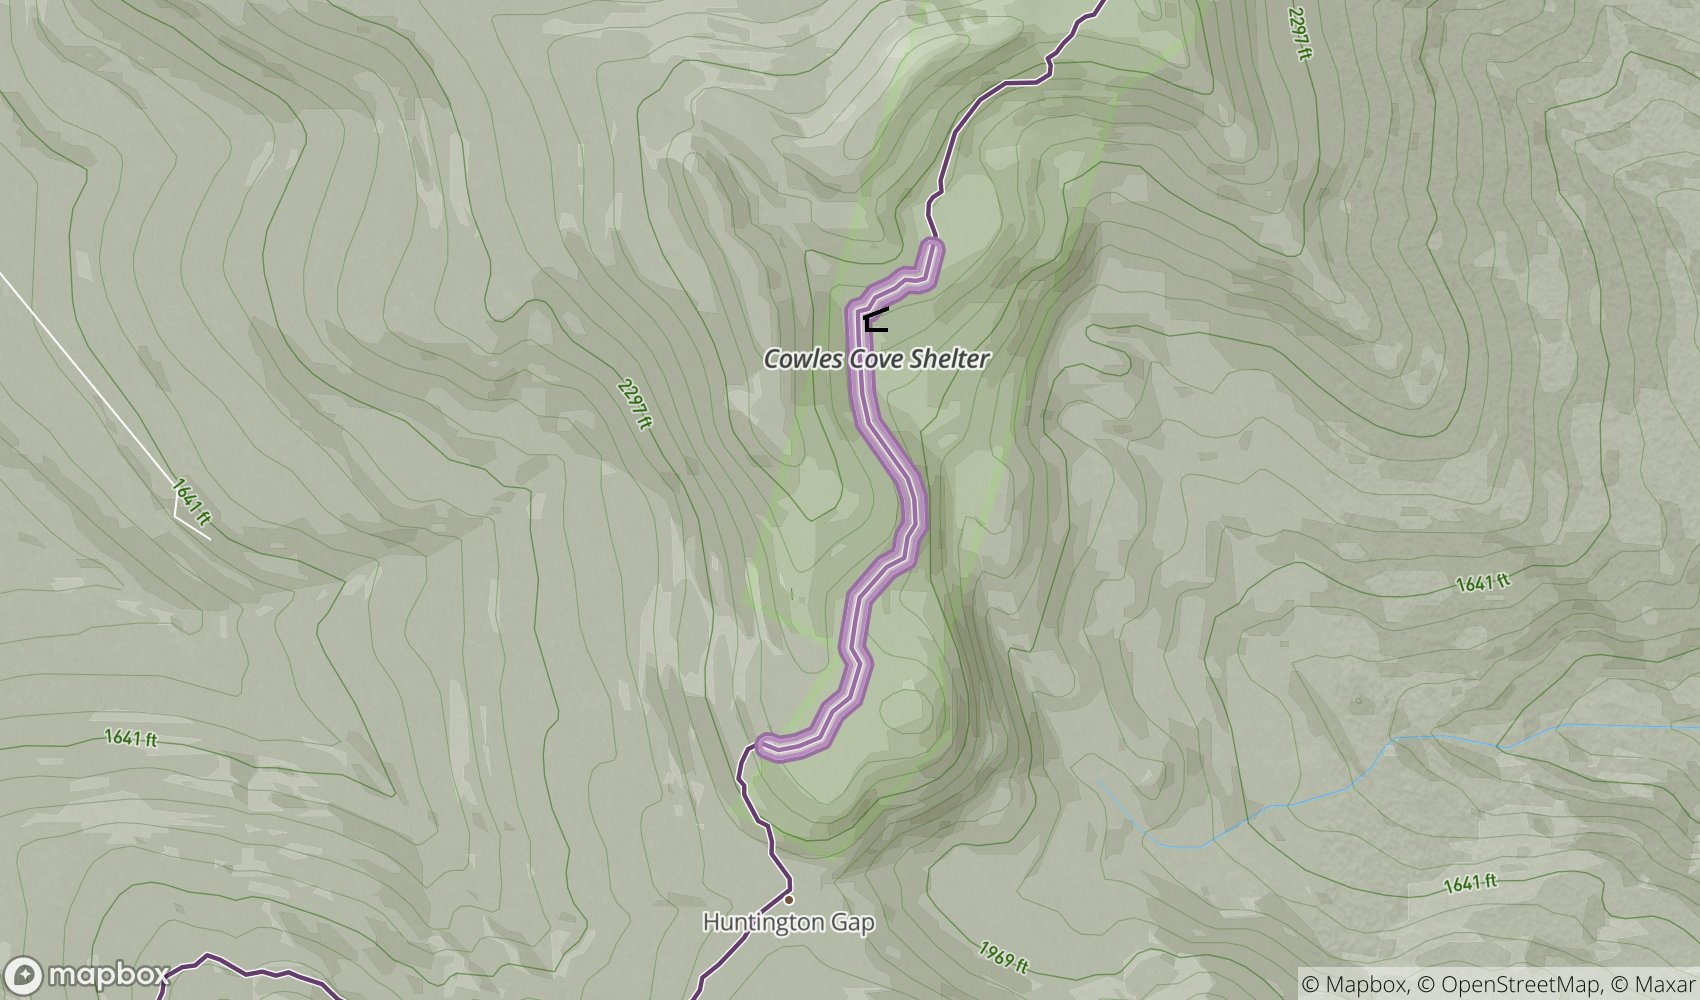 2297 ft
Cowles Cove Shelter
2297 ft
1641 ft
1641 ft
1641 ft
1641 ft
Huntington Gap
1969 ft
mapbox
© Mapbox, © OpenStreetMap, © Maxar